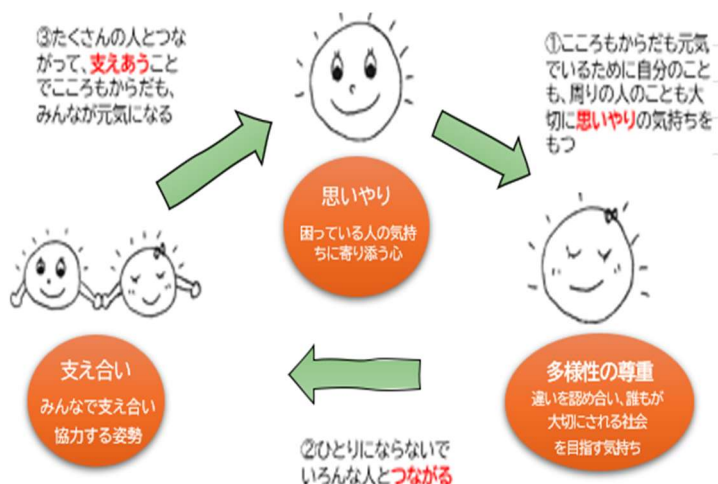 ③たくさんの人とつな
がって、支えあうこと
でこころもからだも、
みんなが元気になる
①こころもからだも元気
でいるために自分のこと
も、周りの人のことも大
切に思いやりの気持ちを
もつ
思いやり
困っている人の気持
ちに寄り添う心
支え合い
みんなで支え合い
協力する姿勢
多様性の尊重
違いを認め合い、誰もが
大切にされる社会
を目指す気持ち
②ひとりにならないで
いろんな人とつながる